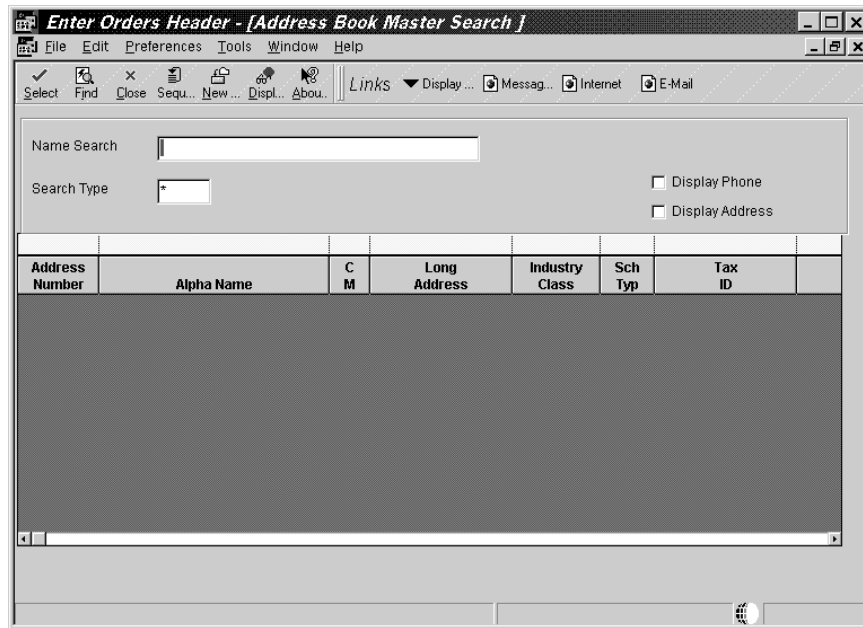 Enter Orders Header - [Address Book Master Search ]
File Edit Preferences Tools Window Help
Select Find Close Sequ... New ... Displ... Abou.. Links Display ... Messag... Internet E-Mail
Name Search
Search Type *
Display Phone
Display Address
Address Number Alpha Name C M Long Address Industry Class Sch Typ Tax ID